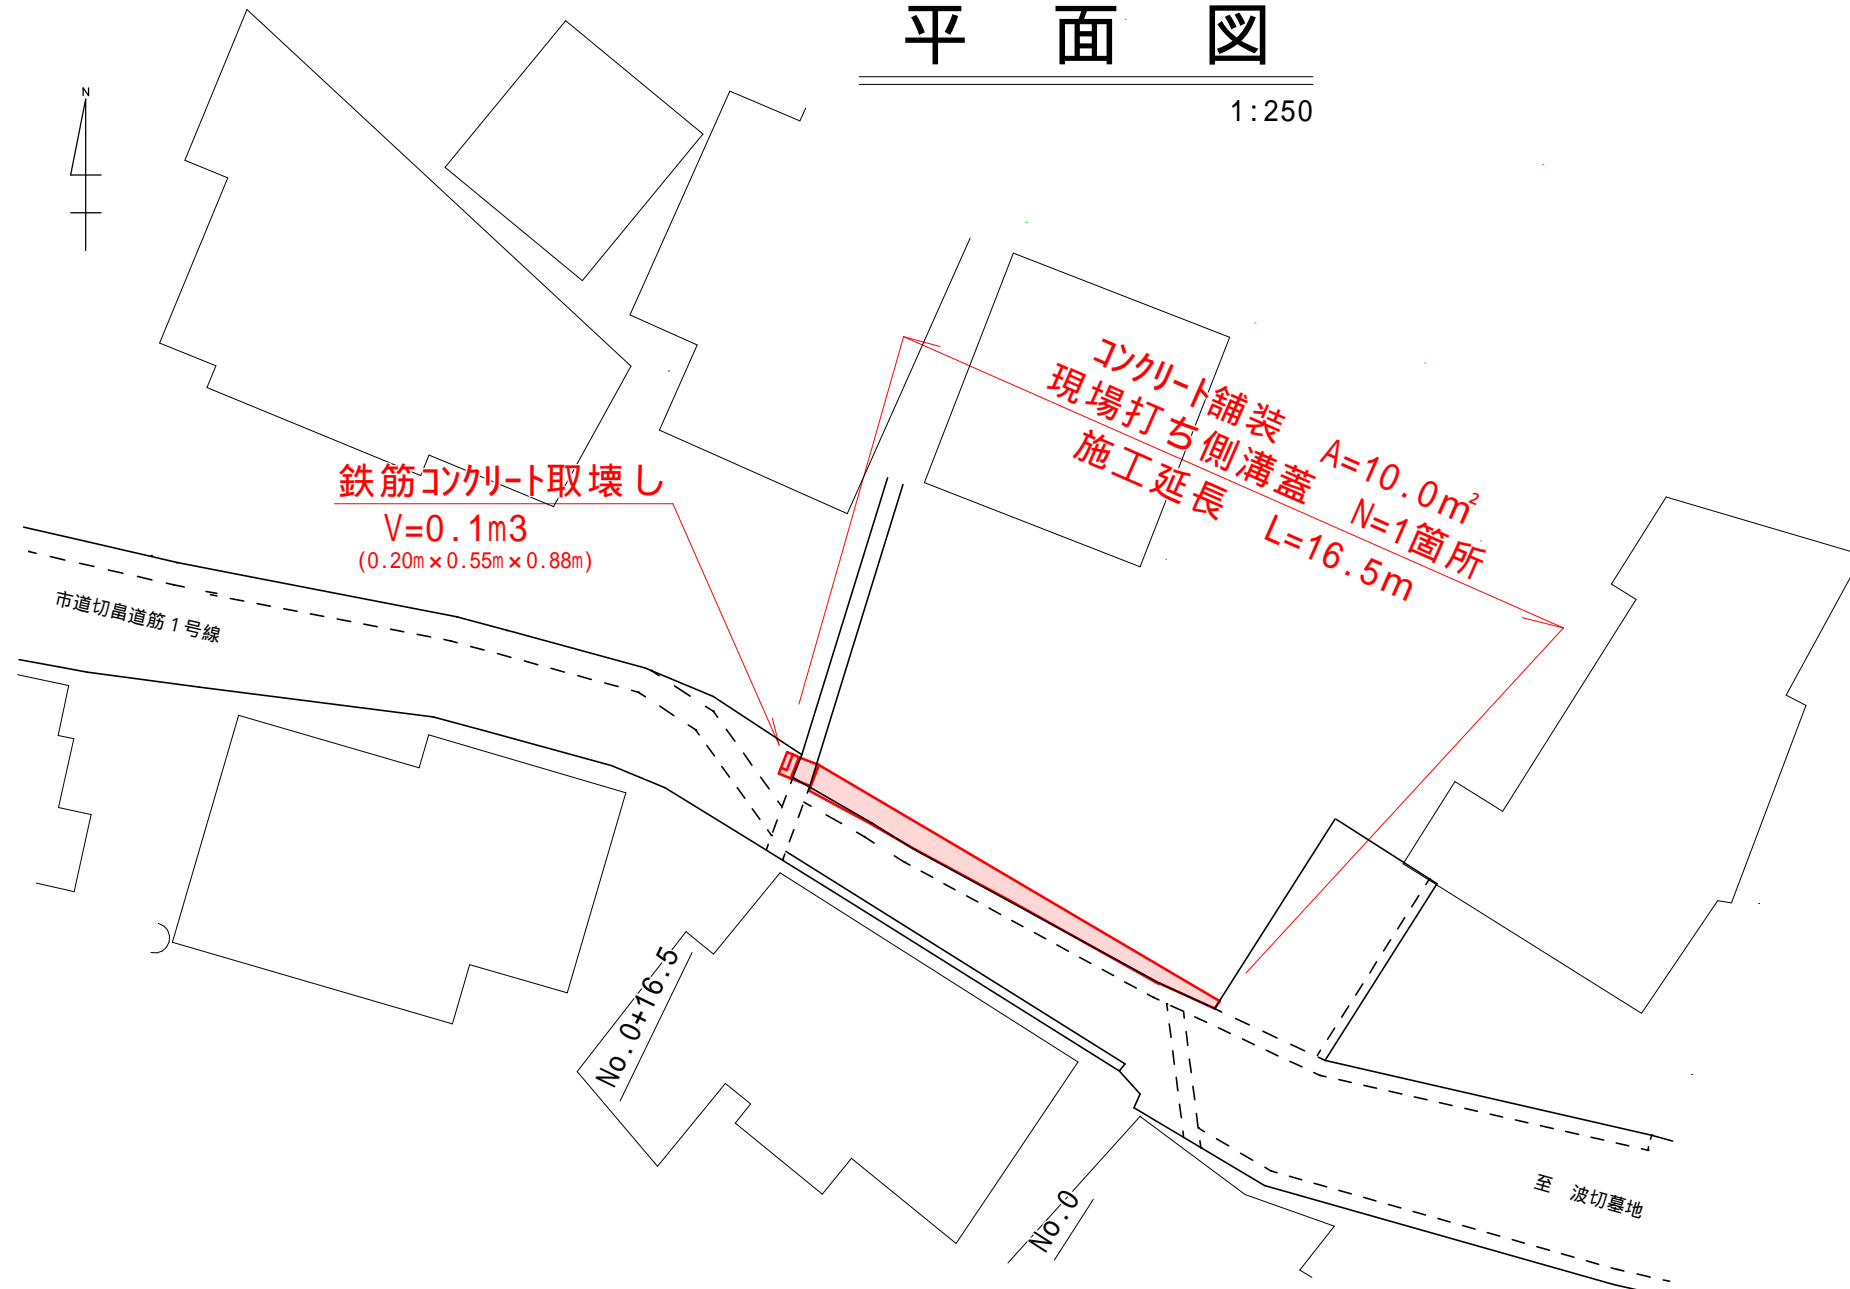 平面図
1:250
N
コンクリート舗装 A=10.0㎡
現場打ち側溝蓋 N=1箇所
施工延長 L=16.5m
鉄筋コンクリート取壊し
V=0.1m3
(0.20m×0.55m×0.88m)
市道切畠道筋1号線
No.0+16.5
No.0
至 波切墓地